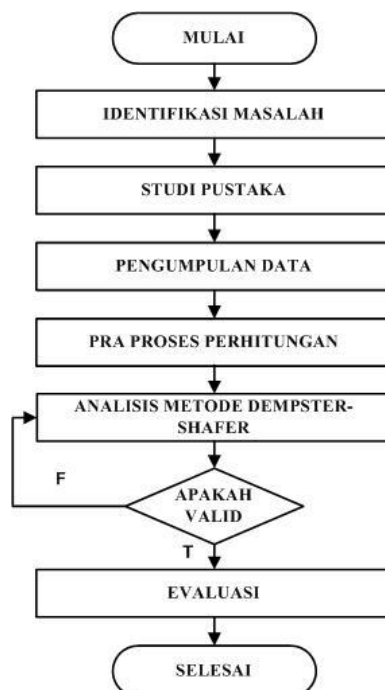 MULAI
IDENTIFIKASI MASALAH
STUDI PUSTAKA
PENGUMPULAN DATA
PRA PROSES PERHITUNGAN
ANALISIS METODE DEMPSTER-
SHAFER
F
APAKAH
VALID
T
EVALUASI
SELESAI